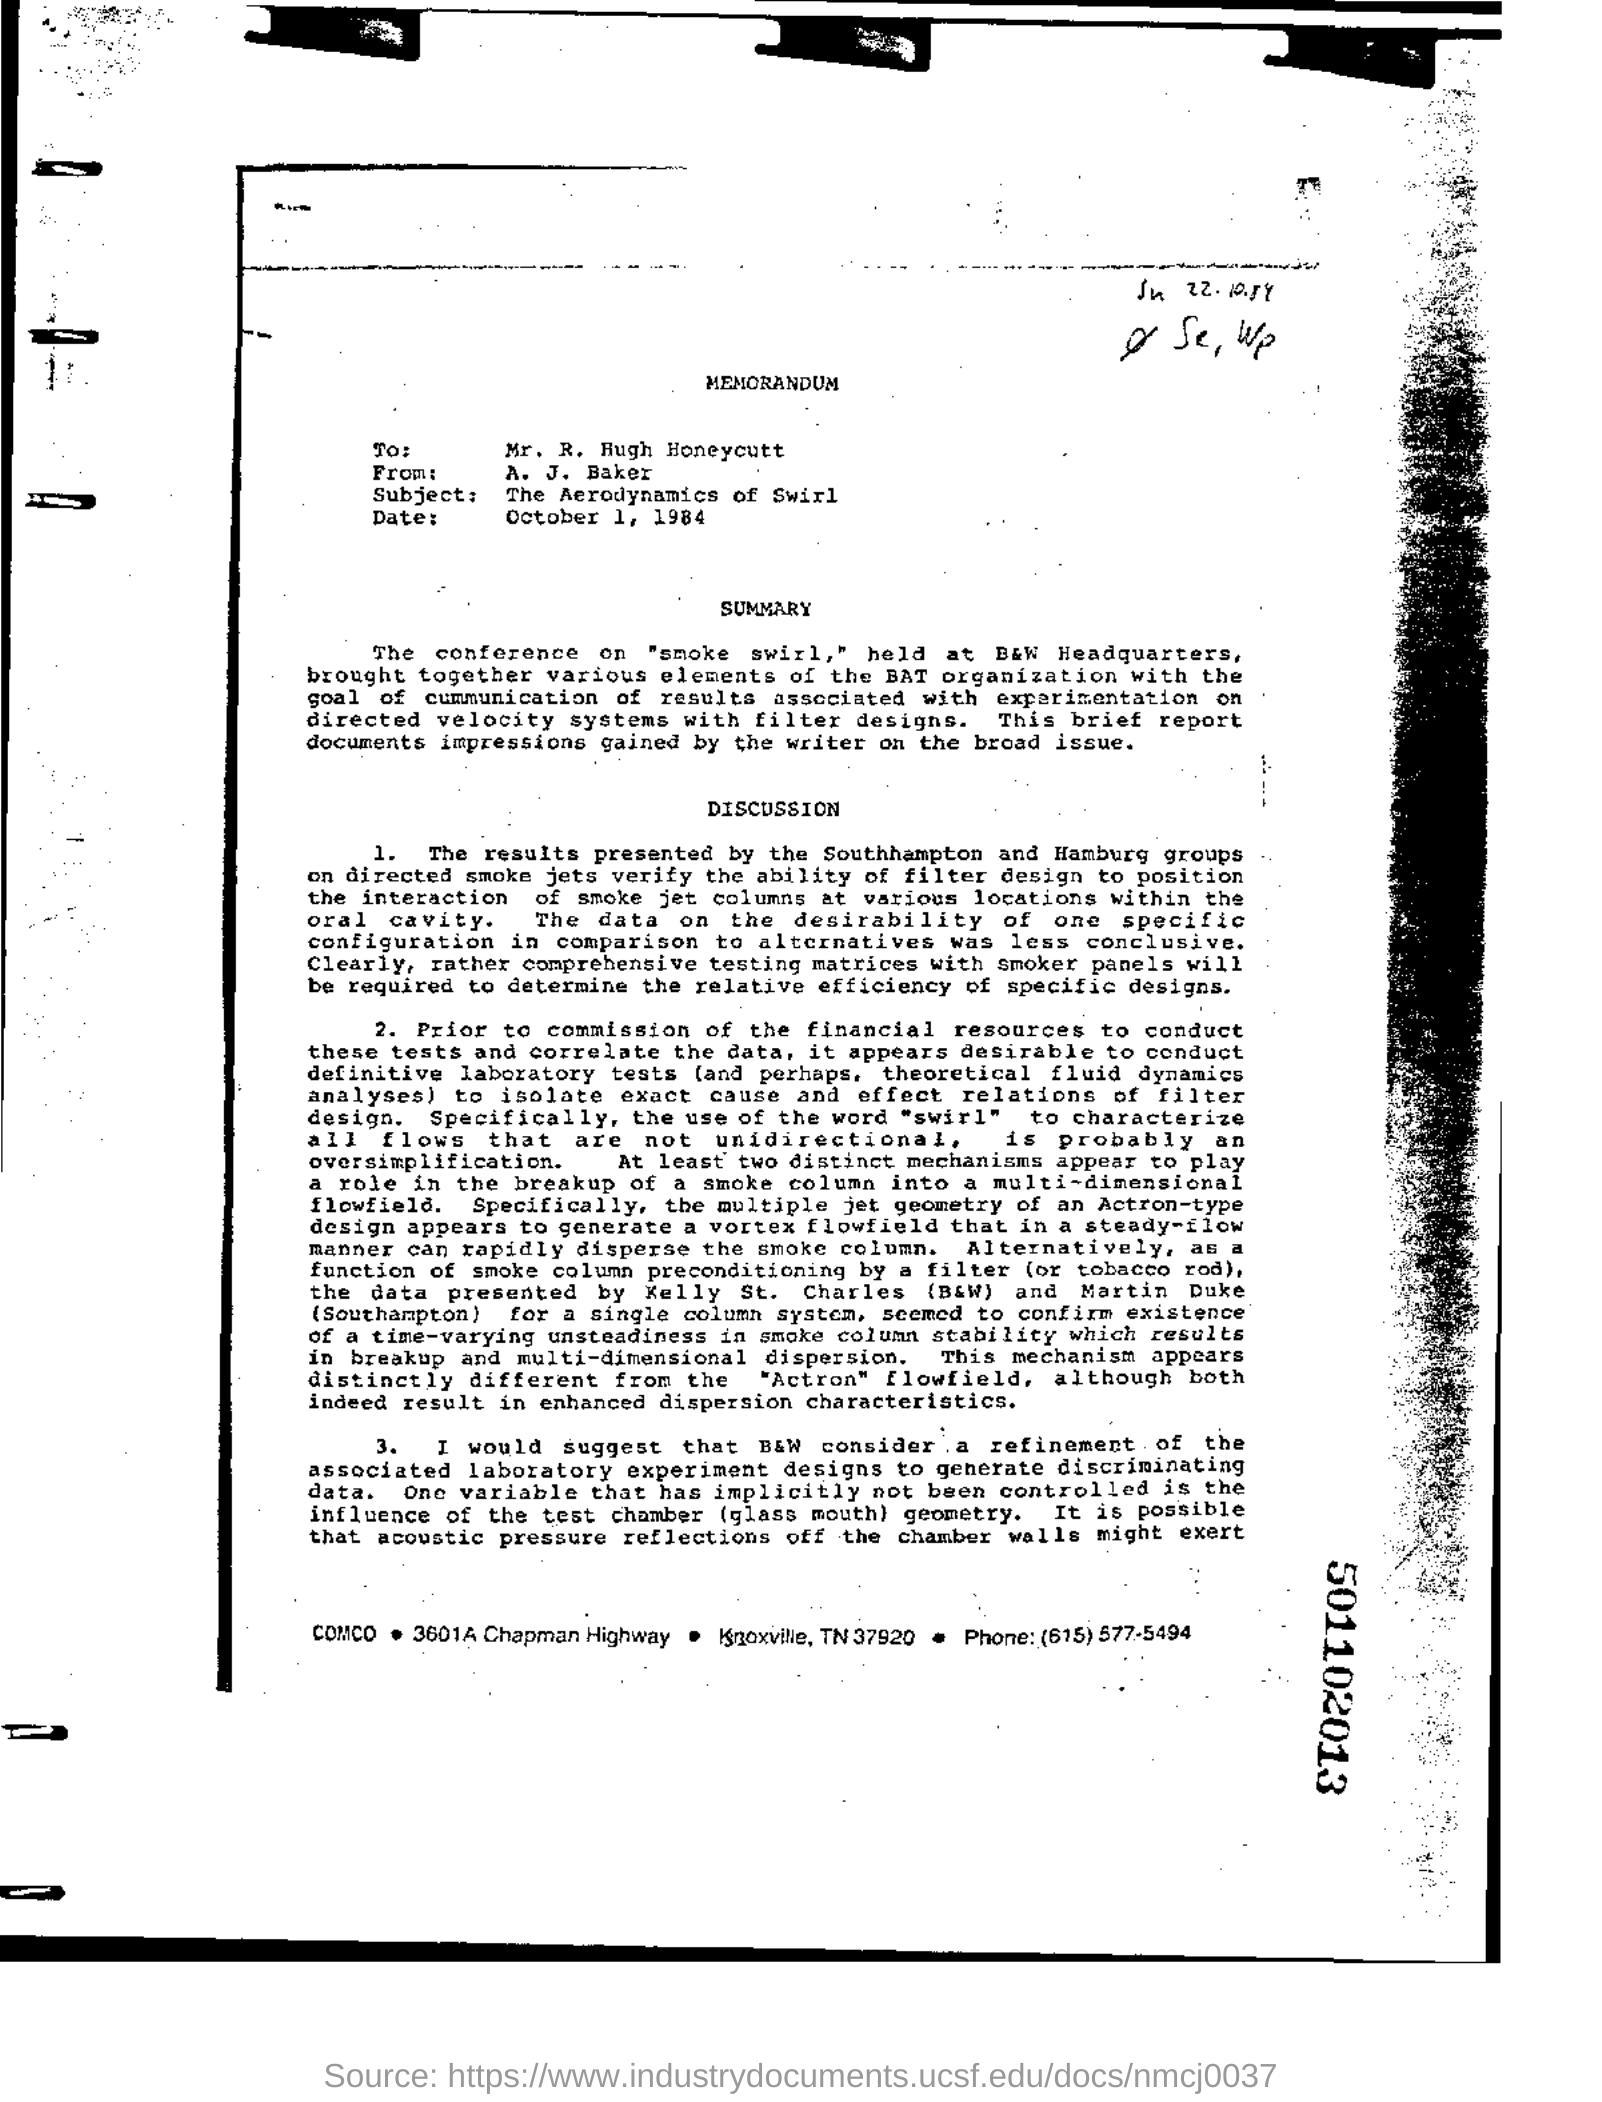 Sn 22.10.84
Se, Wp
MEMORANDUM
To: Mr. R. Hugh Honeycutt
From: A. J. Baker
Subject: The Aerodynamics of Swirl
Date: October 1, 1984
SUMMARY
The conference on "smoke swirl," held at B&W Headquarters,
brought together various elements of the BAT organization with the
goal of cummunication of results associated with experimentation on
directed velocity systems with filter designs. This brief report
documents impressions gained by the writer on the broad issue.
DISCUSSION
1. The results presented by the Southhampton and Hamburg groups
on directed smoke jets verify the ability of filter design to position
the interaction of smoke jet columns at various locations within the
oral cavity. The data on the desirability of one specific
configuration in comparison to alternatives was less conclusive.
Clearly, rather comprehensive testing matrices with smoker panels will
be required to determine the relative efficiency of specific designs.
2. Prior to commission of the financial resources to conduct
these tests and correlate the data, it appears desirable to conduct
definitive laboratory tests (and perhaps, theoretical fluid dynamics
analyses) to isolate exact cause and effect relations of filter
design. Specifically, the use of the word "swirl" to characterize
all flows that are not unidirectional, is probably an
oversimplification. At least two distinct mechanisms appear to play
a role in the breakup of a smoke column into a multi-dimensional
flowfield. Specifically, the multiple jet geometry of an Actron-type
design appears to generate a vortex flowfield that in a steady-flow
manner can rapidly disperse the smoke column. Alternatively, as a
function of smoke column preconditioning by a filter (or tobacco rod),
the data presented by Kelly St. Charles (B&W) and Martin Duke
(Southampton) for a single column system, seemed to confirm existence
of a time-varying unsteadiness in smoke column stability which results
in breakup and multi-dimensional dispersion. This mechanism appears
distinctly different from the "Actron" flowfield, although both
indeed result in enhanced dispersion characteristics.
3. I would suggest that B&W consider a refinement of the
associated laboratory experiment designs to generate discriminating
data. One variable that has implicitly not been controlled is the
influence of the test chamber (glass mouth) geometry. It is possible
that acoustic pressure reflections off the chamber walls might exert
COMCO • 3601A Chapman Highway • Knoxville, TN 37920 • Phone: (615) 577-5494
501102013
Source: https://www.industrydocuments.ucsf.edu/docs/nmcj0037